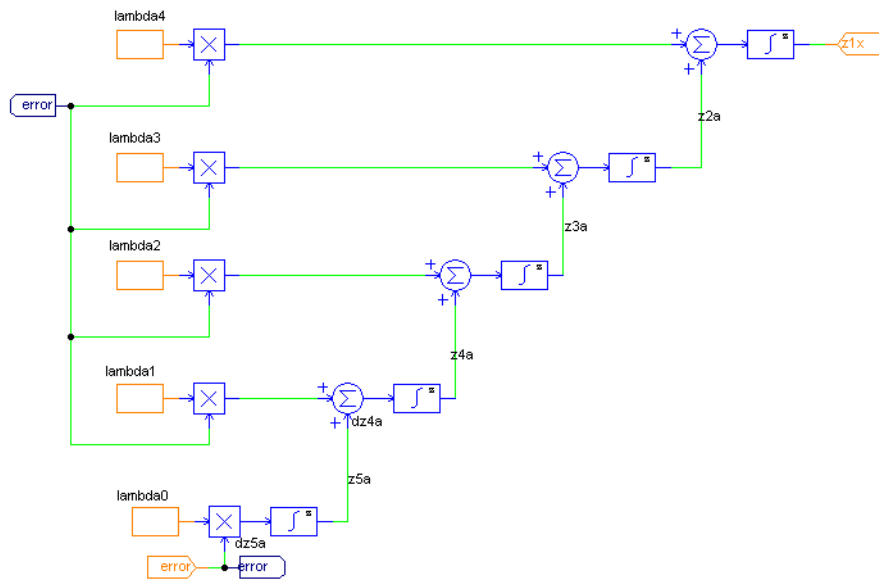 lambda4
z1x
error
z2a
lambda3
z3a
lambda2
z4a
lambda1
dz4a
z5a
lambda0
dz5a
error
error